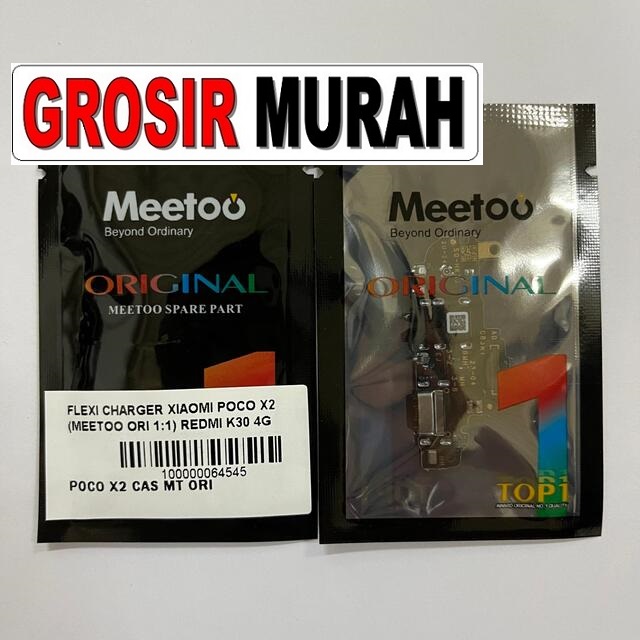 GROSIR MURAH
Meetoo
Beyond Ordinary
ORIGINAL
MEETOO SPARE PART
FLEXI CHARGER XIAOMI POCO X2
(MEETOO ORI 1:1) REDMI K30 4G
100000064545
POCO X2 CAS MT ORI
Meetoo
Beyond Ordinary
ORIGINAL
TOP1